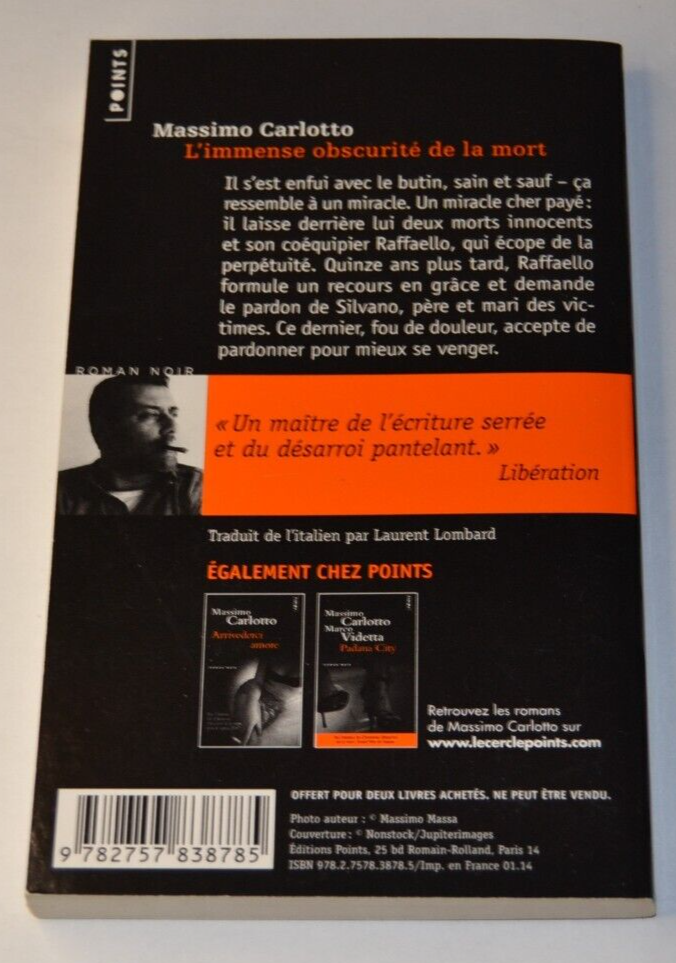 POINTS
Massimo Carlotto
L'immense obscurité de la mort
Il s'est enfui avec le butin, sain et sauf – ça
ressemble à un miracle. Un miracle cher payé :
il laisse derrière lui deux morts innocents
et son coéquipier Raffaello, qui écope de la
perpétuité. Quinze ans plus tard, Raffaello
formule un recours en grâce et demande
le pardon de Silvano, père et mari des vic-
times. Ce dernier, fou de douleur, accepte de
pardonner pour mieux se venger.
ROMAN NOIR
« Un maître de l'écriture serrée
et du désarroi pantelant. »
Libération
Traduit de l'italien par Laurent Lombard
ÉGALEMENT CHEZ POINTS
Massimo
Carlotto
Arrivederci
amore
ROMAN NOIR
Massimo
Carlotto
Marco
Videtta
Padana City
ROMAN NOIR
Retrouvez les romans
de Massimo Carlotto sur
www.lecerclepoints.com
OFFERT POUR DEUX LIVRES ACHETÉS. NE PEUT ÊTRE VENDU.
Photo auteur : © Massimo Massa
Couverture : © Nonstock/Jupiterimages
Éditions Points, 25 bd Romain-Rolland, Paris 14
ISBN 978.2.7578.3878.5/Imp. en France 01.14
9 782757 838785